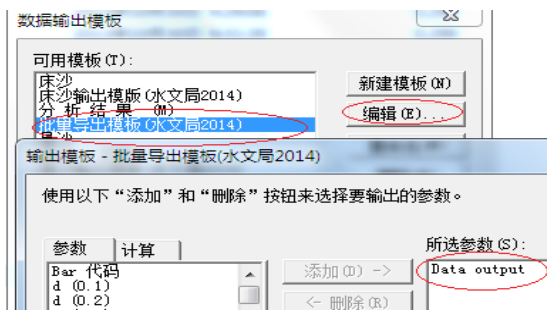 数据输出模板
可用模板(T):
床沙
床沙输出模版(水文局2014)
分 析 结 果 (M)
批量导出模板(水文局2014)
新建模板(N)
编辑(E)...
输出模板 - 批量导出模板(水文局2014)
使用以下“添加”和“删除”按钮来选择要输出的参数。
参数
计算
所选参数(S):
Bar 代码
d (0.1)
d (0.2)
添加(D) ->
<- 删除(R)
Data output